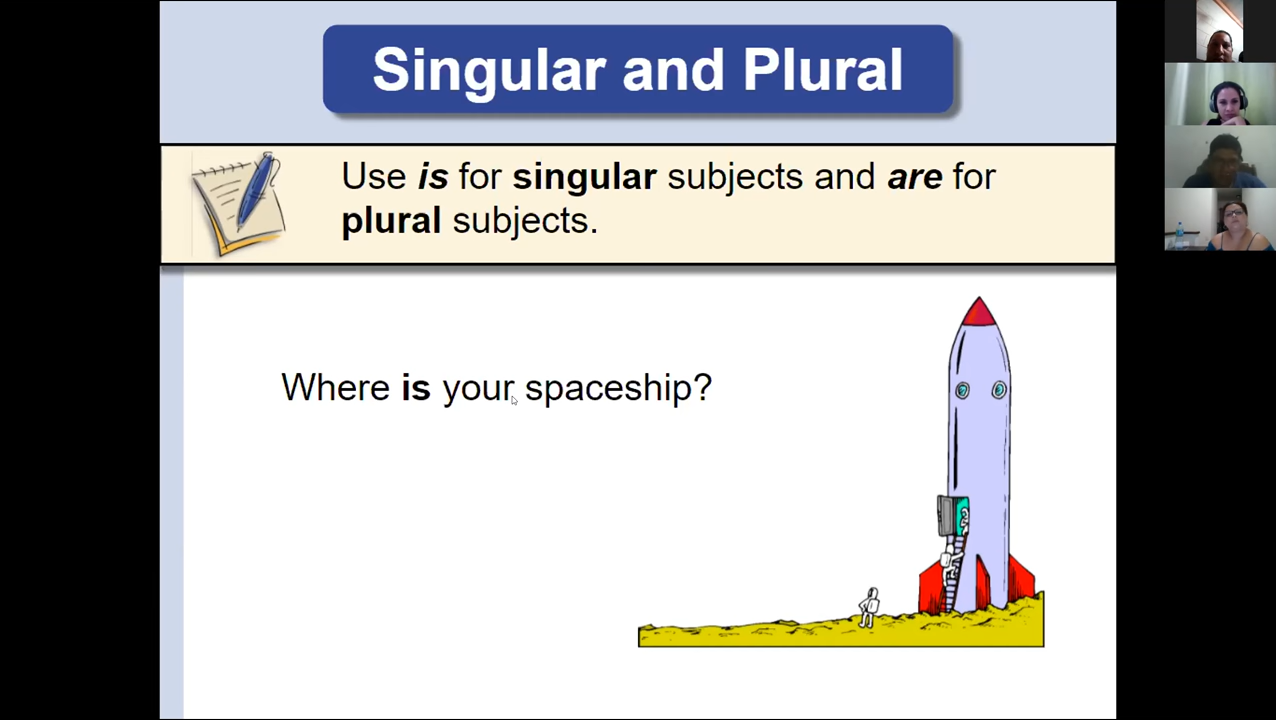 Singular and Plural
Use is for singular subjects and are for
plural subjects.
Where is your spaceship?